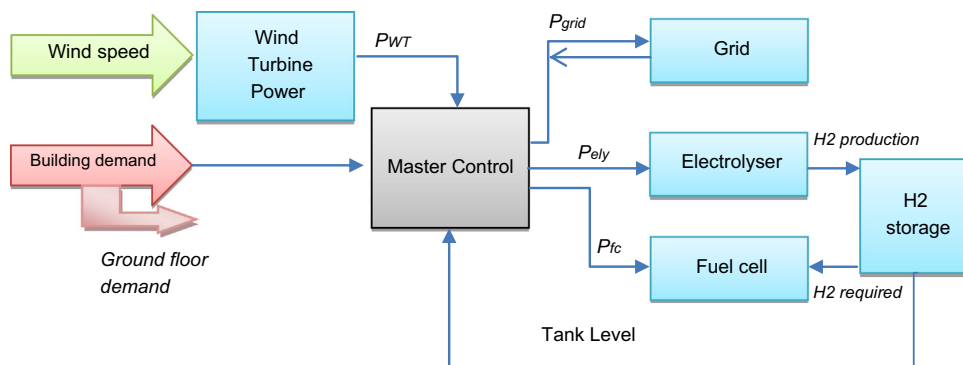 Wind speed
Wind
Turbine
Power
PWT
Pgrid
Grid
Building demand
Master Control
Pely
Electrolyser
H2 production
H2
storage
Ground floor
demand
Pfc
Fuel cell
H2 required
Tank Level